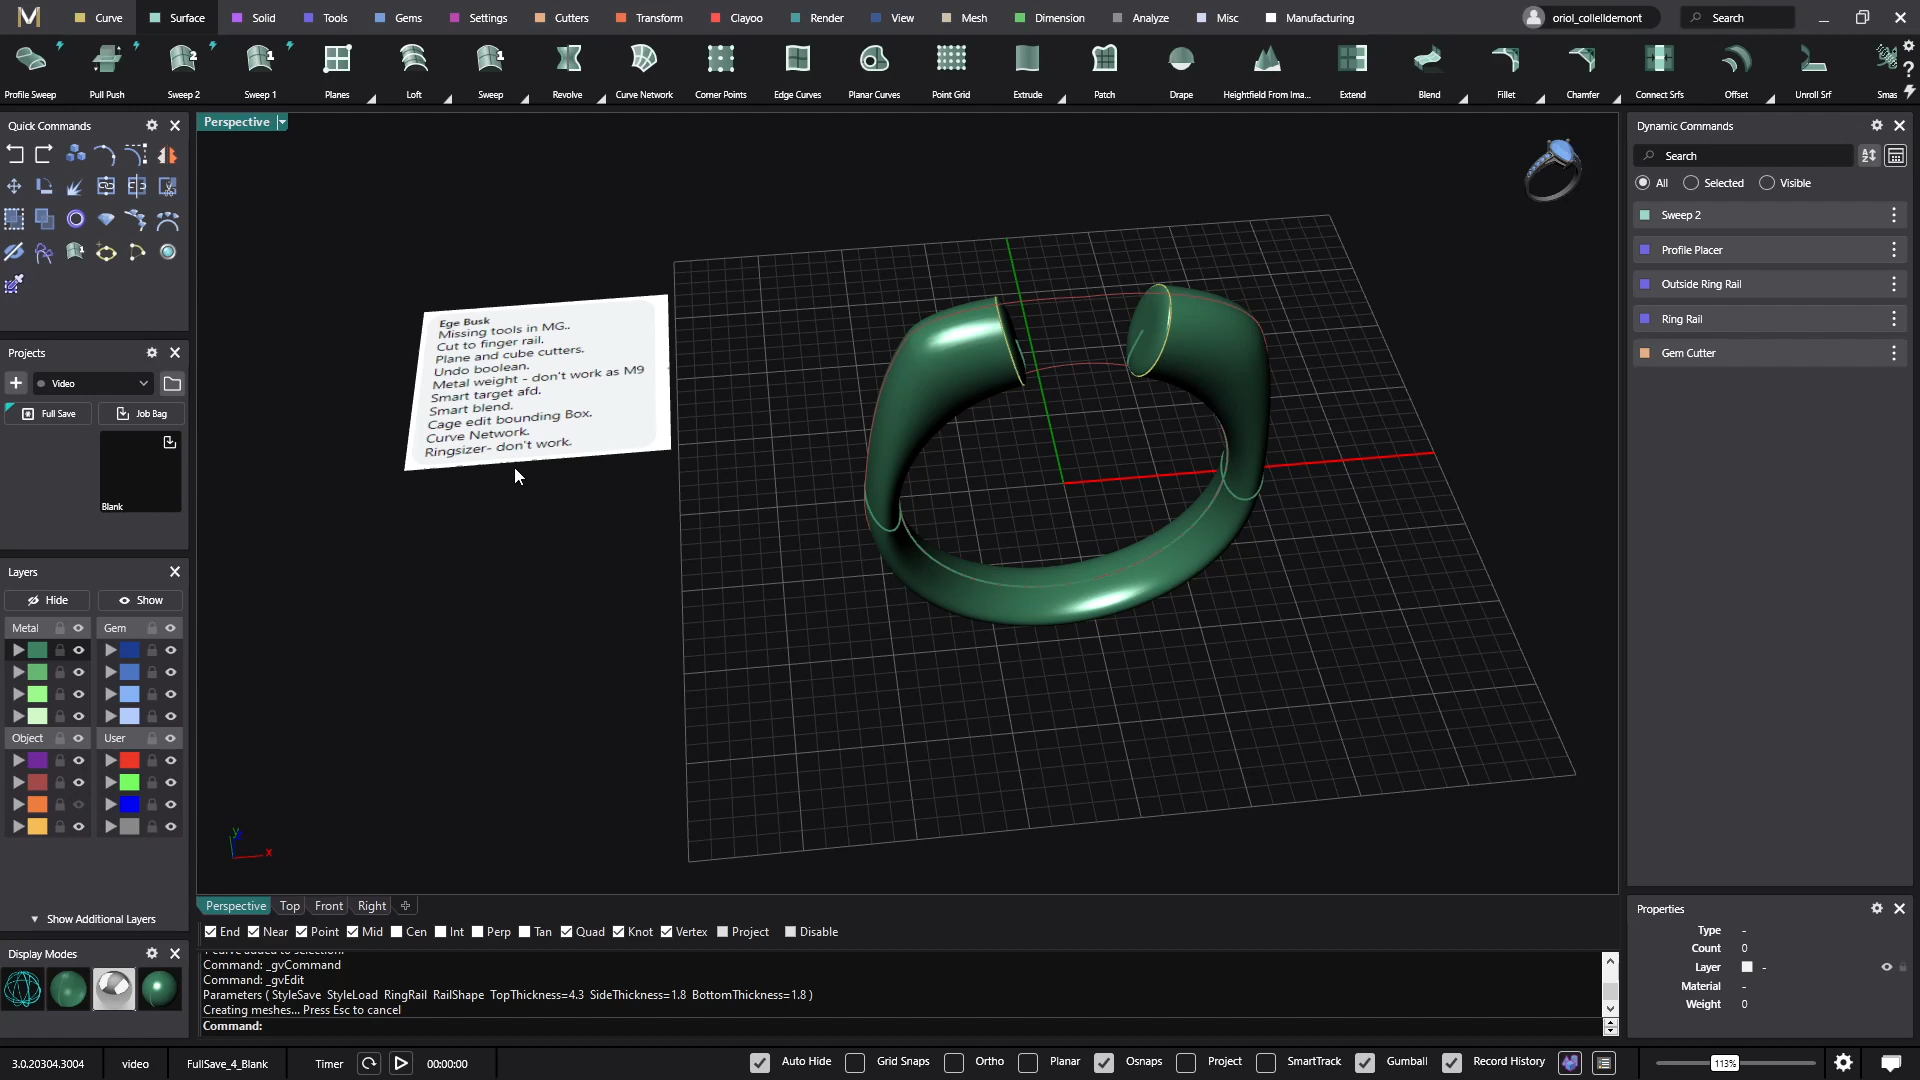 Curve
Surface
Solid
Tools
Gems
Settings
Cutters
Transform
Clayoo
Render
View
Mesh
Dimension
Analyze
Misc
Manufacturing
oriol_collelldemont
Search
Profile Sweep
Pull Push
Sweep 2
Sweep 1
Planes
Loft
Sweep
Revolve
Curve Network
Corner Points
Edge Curves
Planar Curves
Point Grid
Extrude
Patch
Drape
Heightfield From Ima...
Extend
Blend
Fillet
Chamfer
Connect Srfs
Offset
Unroll Srf
Smas
Quick Commands
Projects
Video
Full Save
Job Bag
Blank
Layers
Hide
Show
Metal
Gem
Object
User
Show Additional Layers
Display Modes
Perspective
Ege Busk
Missing tools in MG..
Cut to finger rail.
Plane and cube cutters.
Undo boolean.
Metal weight - don't work as M9
Smart target afd.
Smart blend.
Cage edit bounding Box.
Curve Network.
Ringsizer- don't work.
y
x
Perspective
Top
Front
Right
End
Near
Point
Mid
Cen
Int
Perp
Tan
Quad
Knot
Vertex
Project
Disable
1 curve added to selection.
Command: _gvCommand
Command: _gvEdit
Parameters ( StyleSave StyleLoad RingRail RailShape TopThickness=4.3 SideThickness=1.8 BottomThickness=1.8 )
Creating meshes... Press Esc to cancel
Command:
Dynamic Commands
Search
All
Selected
Visible
Sweep 2
Profile Placer
Outside Ring Rail
Ring Rail
Gem Cutter
Properties
Type -
Count 0
Layer -
Material -
Weight 0
3.0.20304.3004
video
FullSave_4_Blank
Timer
00:00:00
Auto Hide
Grid Snaps
Ortho
Planar
Osnaps
Project
SmartTrack
Gumball
Record History
113%